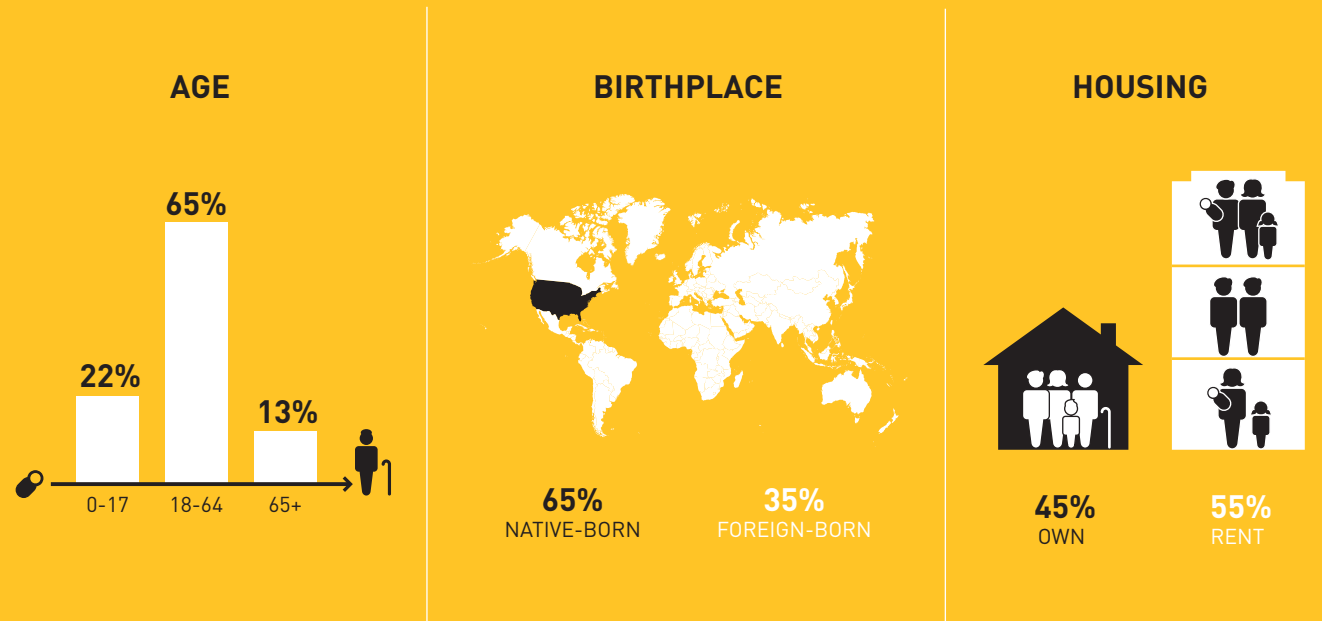 AGE
65%
22%
13%
0-17
18-64
65+
BIRTHPLACE
65%
NATIVE-BORN
35%
FOREIGN-BORN
HOUSING
45%
OWN
55%
RENT